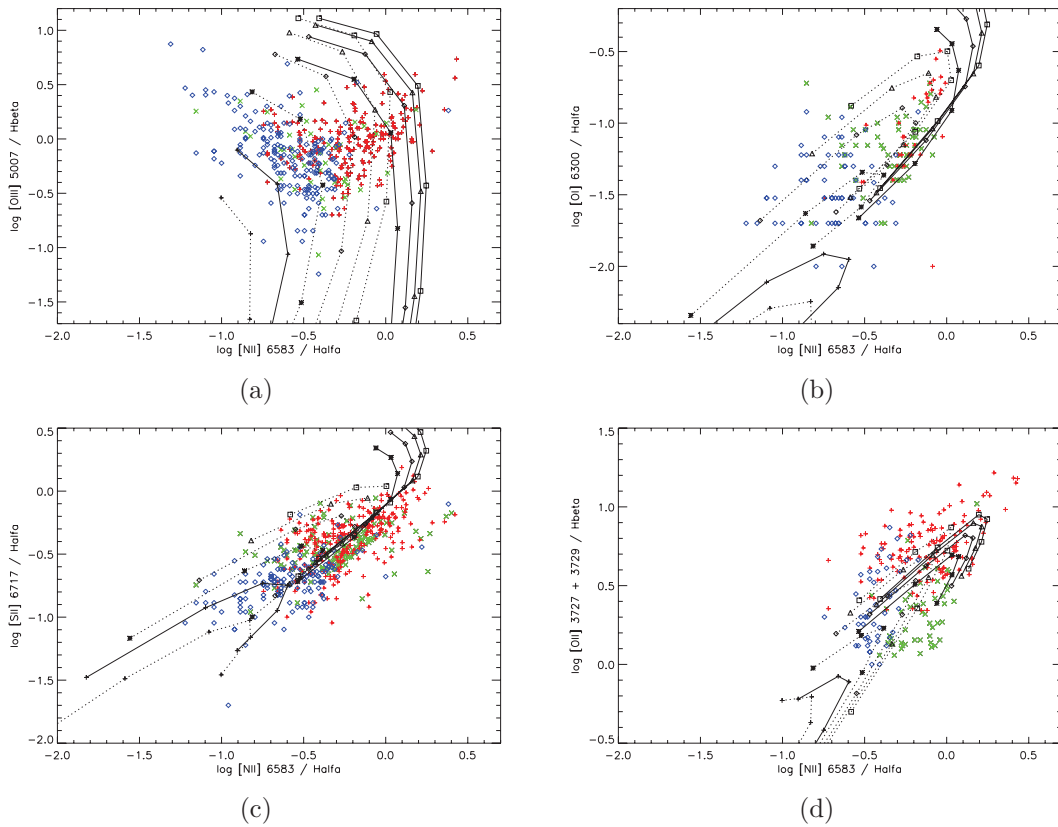 1.0
0.5
0.0
−0.5
−1.0
−1.5
log [OIII] 5007 / Hbeta
−2.0 −1.5 −1.0 −0.5 0.0 0.5
log [NII] 6583 / Halfa
(a)
−0.5
−1.0
−1.5
−2.0
log [OI] 6300 / Halfa
−2.0 −1.5 −1.0 −0.5 0.0 0.5
log [NII] 6583 / Halfa
(b)
0.5
0.0
−0.5
−1.0
−1.5
−2.0
log [SII] 6717 / Halfa
−2.0 −1.5 −1.0 −0.5 0.0 0.5
log [NII] 6583 / Halfa
(c)
1.5
1.0
0.5
0.0
−0.5
log [OII] 3727 + 3729 / Hbeta
−2.0 −1.5 −1.0 −0.5 0.0 0.5
log [NII] 6583 / Halfa
(d)